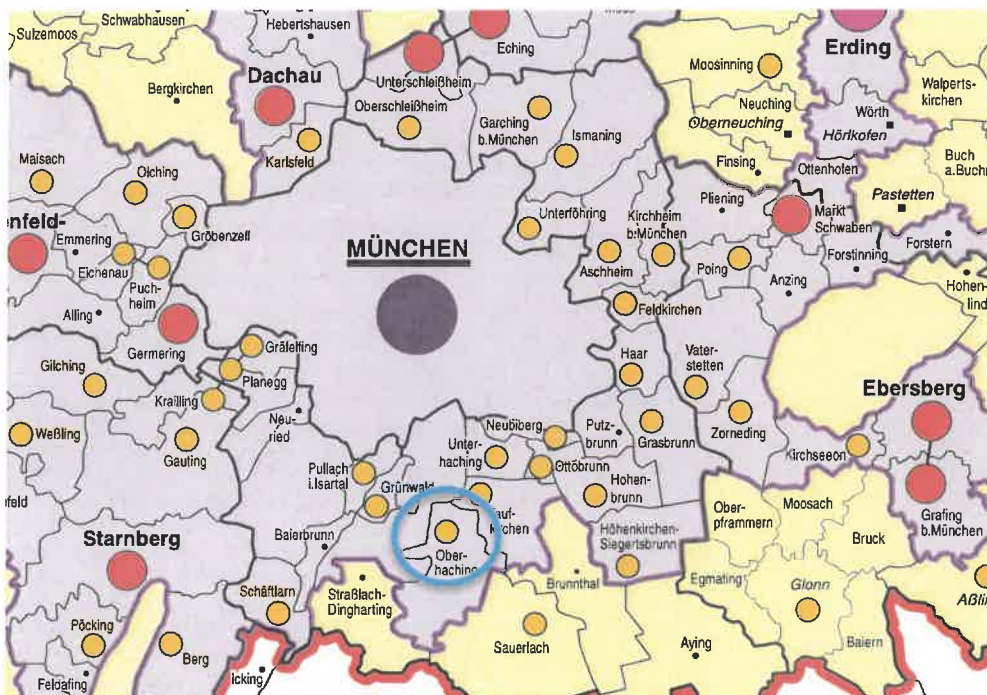 Sulzemoos
Schwabhausen
Hebertshausen
Bergkirchen
Dachau
Karlsfeld
Unterschleißheim
Oberschleißheim
Eching
Garching
b.München
Ismaning
Moosinning
Erding
Neuching
Oberneuching
Wörth
Hörlkofen
Walperts-
kirchen
Finsing
Ottenhofen
Buch
a.Buchr
Pastetten
Maisach
Olching
Gröbenzell
enfeld-
Emmering
Eichenau
Puch-
heim
Alling
Germering
MÜNCHEN
Unterföhring
Kirchheim
b.München
Aschheim
Feldkirchen
Pliening
Markt
Schwaben
Poing
Anzing
Forstinning
Forstern
Hohen-
lind
Gilching
Gräfelfing
Planegg
Krailling
Neu-
ried
Weßling
Gauting
Haar
Vater-
stetten
Zorneding
Grasbrunn
Putz-
brunn
Neubiberg
Unter-
haching
Ottobrunn
Hohen-
brunn
Ebersberg
Kirchseeon
Grafing
b.München
Pullach
i.Isartal
Grünwald
Baierbrunn
Ober-
haching
kirchen
Höhenkirchen-
Siegertsbrunn
Ober-
pframmern
Moosach
Bruck
Egmating
Glonn
Baiern
Aßlin
ofeld
Starnberg
Schäftlarn
Straßlach-
Dingharting
Brunnthal
Sauerlach
Aying
Pöcking
Feldafing
Berg
Icking